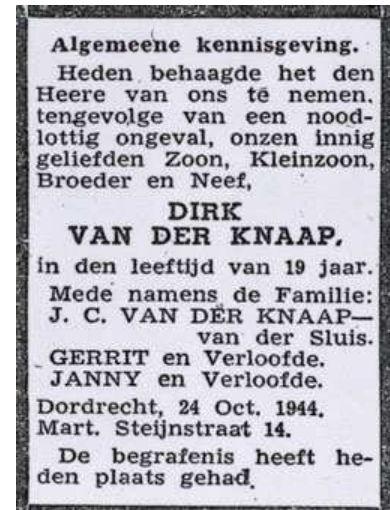 Algemeene kennisgeving.
Heden behaagde het den
Heere van ons te nemen,
tengevolge van een nood-
lottig ongeval, onzen innig
geliefden Zoon, Kleinzoon,
Broeder en Neef,
DIRK
VAN DER KNAAP,
in den leeftijd van 19 jaar.
Mede namens de Familie:
J. C. VAN DER KNAAP—
van der Sluis.
GERRIT en Verloofde.
JANNY en Verloofde.
Dordrecht, 24 Oct. 1944.
Mart. Steijnstraat 14.
De begrafenis heeft he-
den plaats gehad.